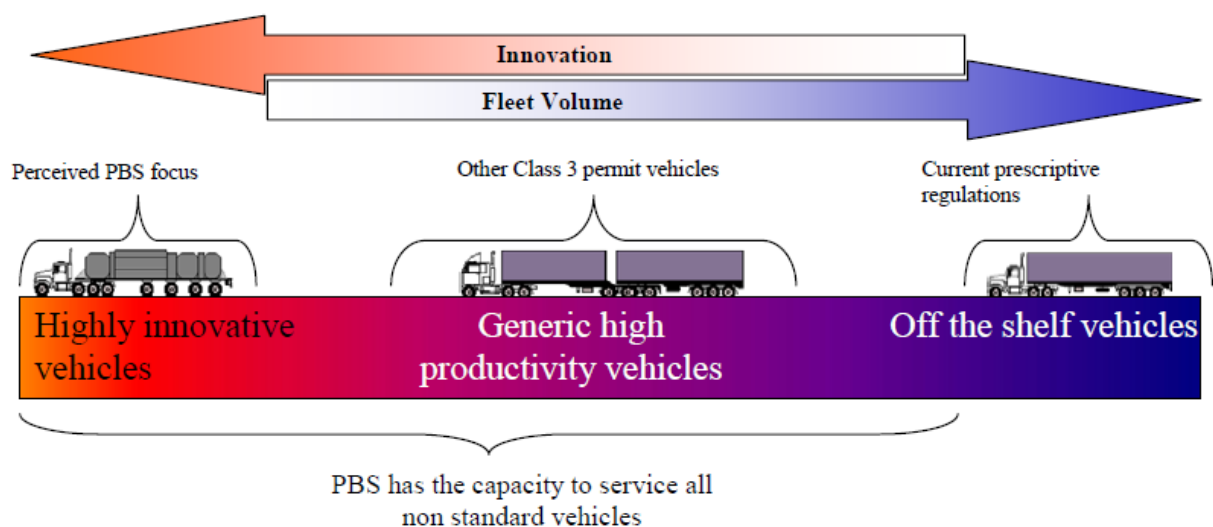 Innovation
Fleet Volume
Perceived PBS focus
Other Class 3 permit vehicles
Current prescriptive
regulations
Highly innovative
vehicles
Generic high
productivity vehicles
Off the shelf vehicles
PBS has the capacity to service all
non standard vehicles